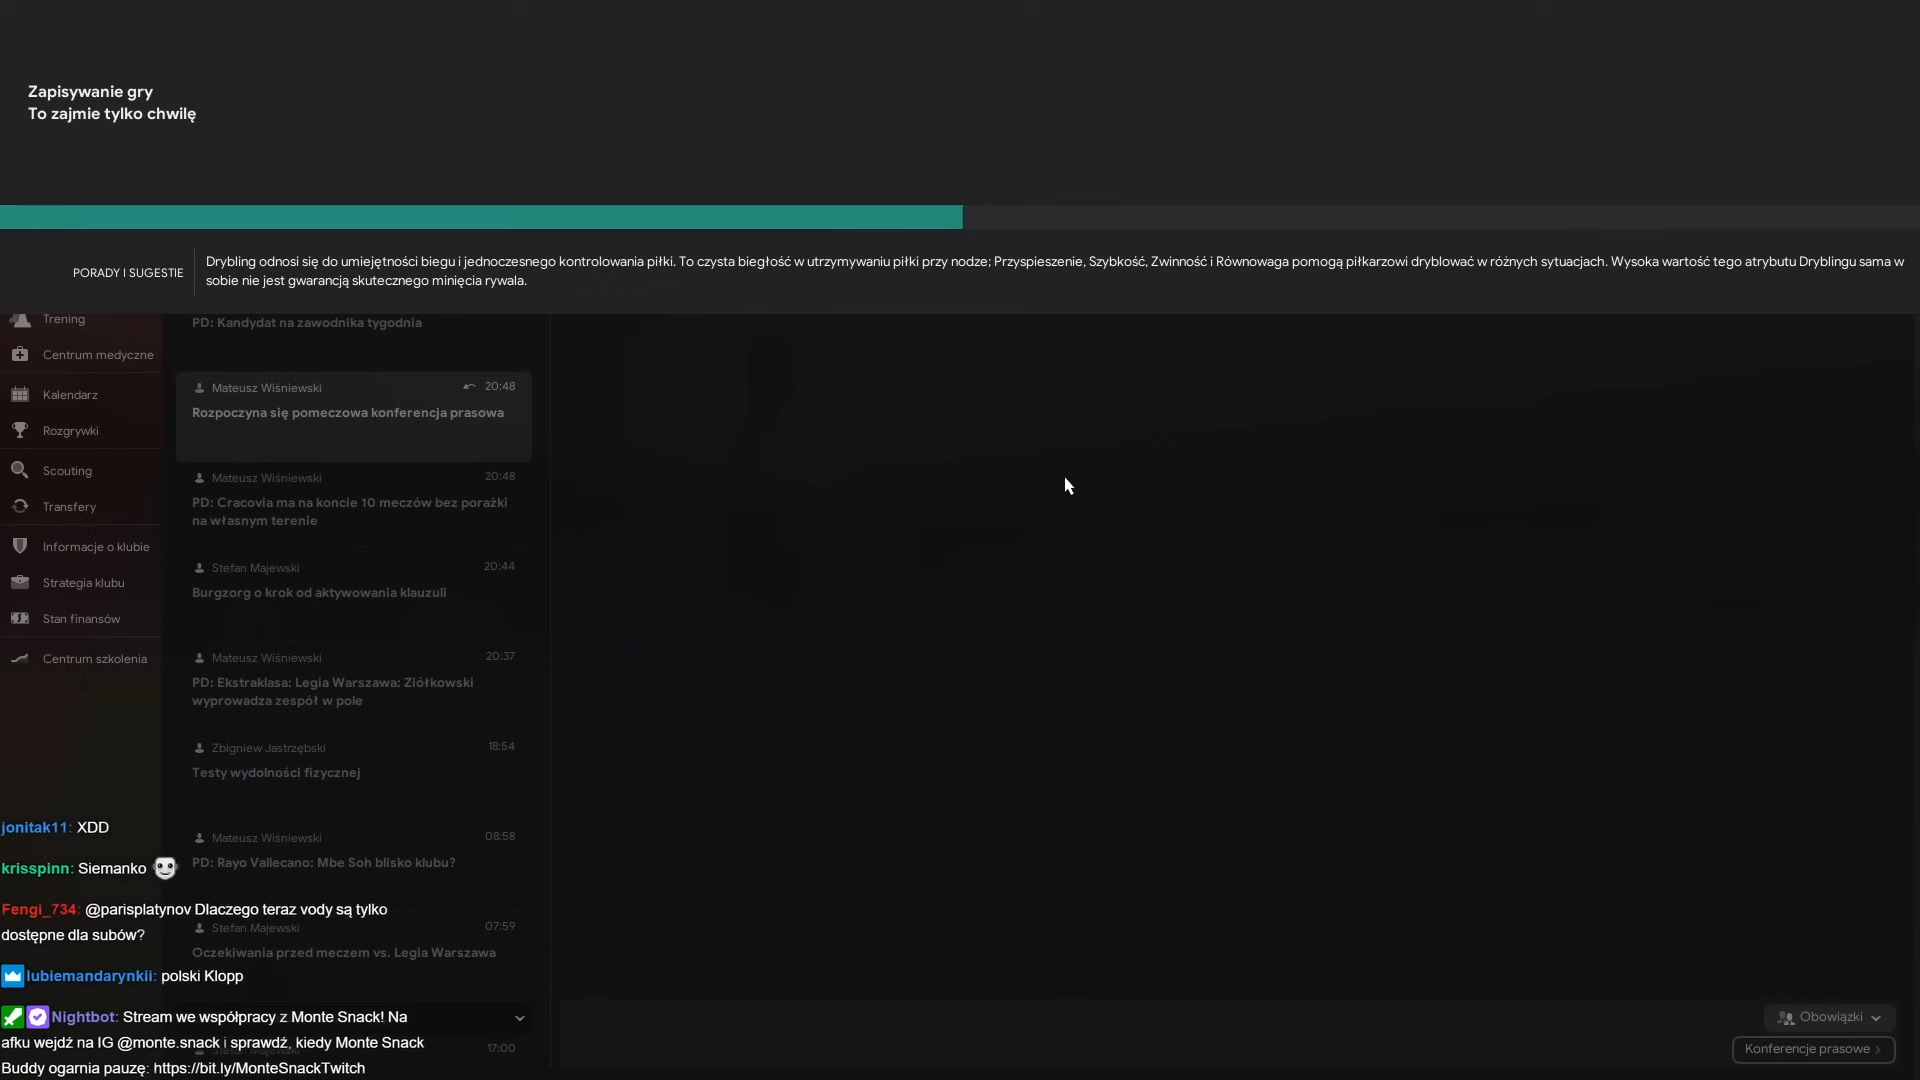 Zapisywanie gry
To zajmie tylko chwilę
PORADY I SUGESTIE
Drybling odnosi się do umiejętności biegu i jednoczesnego kontrolowania piłki. To czysta biegłość w utrzymywaniu piłki przy nodze; Przyspieszenie, Szybkość, Zwinność i Równowaga pomogą piłkarzowi dryblować w różnych sytuacjach. Wysoka wartość tego atrybutu Dryblingu sama w
sobie nie jest gwarancją skutecznego minięcia rywala.
Trening
Centrum medyczne
Kalendarz
Rozgrywki
Scouting
Transfery
Informacje o klubie
Strategia klubu
Stan finansów
Centrum szkolenia
PD: Kandydat na zawodnika tygodnia
Mateusz Wiśniewski 20:48
Rozpoczyna się pomeczowa konferencja prasowa
Mateusz Wiśniewski 20:48
PD: Cracovia ma na koncie 10 meczów bez porażki
na własnym terenie
Stefan Majewski 20:44
Burgzorg o krok od aktywowania klauzuli
Mateusz Wiśniewski 20:37
PD: Ekstraklasa: Legia Warszawa: Ziółkowski
wyprowadza zespół w pole
Zbigniew Jastrzębski 18:54
Testy wydolności fizycznej
Mateusz Wiśniewski 08:58
PD: Rayo Vallecano: Mbe Soh blisko klubu?
Stefan Majewski 07:59
Oczekiwania przed meczem vs. Legia Warszawa
Stefan Majewski 17:00
jonitak11: XDD
krisspinn: Siemanko
Fengi_734: @parisplatynov Dlaczego teraz vody są tylko
dostępne dla subów?
lubiemandarynkii: polski Klopp
Nightbot: Stream we współpracy z Monte Snack! Na
afku wejdź na IG @monte.snack i sprawdź, kiedy Monte Snack
Buddy ogarnia pauzę: https://bit.ly/MonteSnackTwitch
Obowiązki
Konferencje prasowe